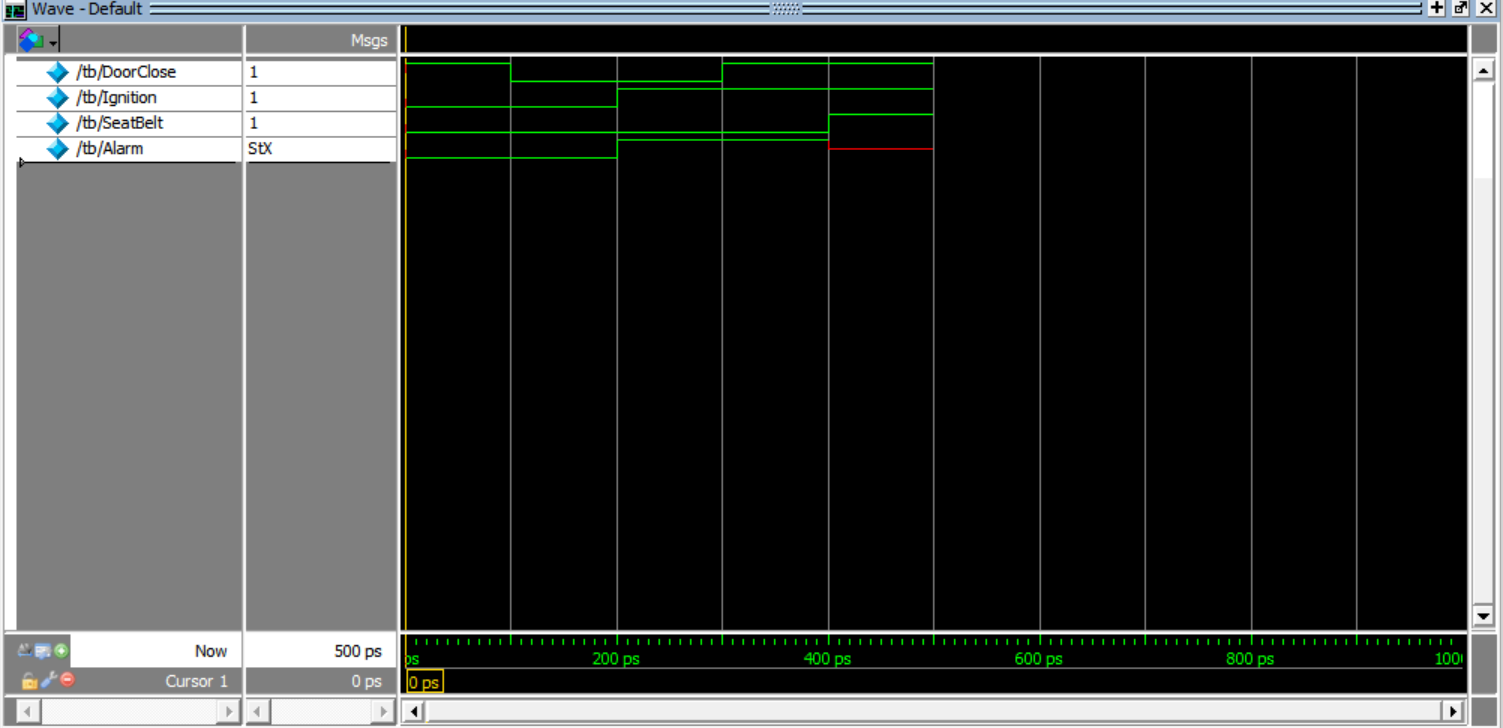 Wave - Default
Msgs
/tb/DoorClose 1
/tb/Ignition 1
/tb/SeatBelt 1
/tb/Alarm StX
Now 500 ps
ps 200 ps 400 ps 600 ps 800 ps 100
Cursor 1 0 ps 0 ps